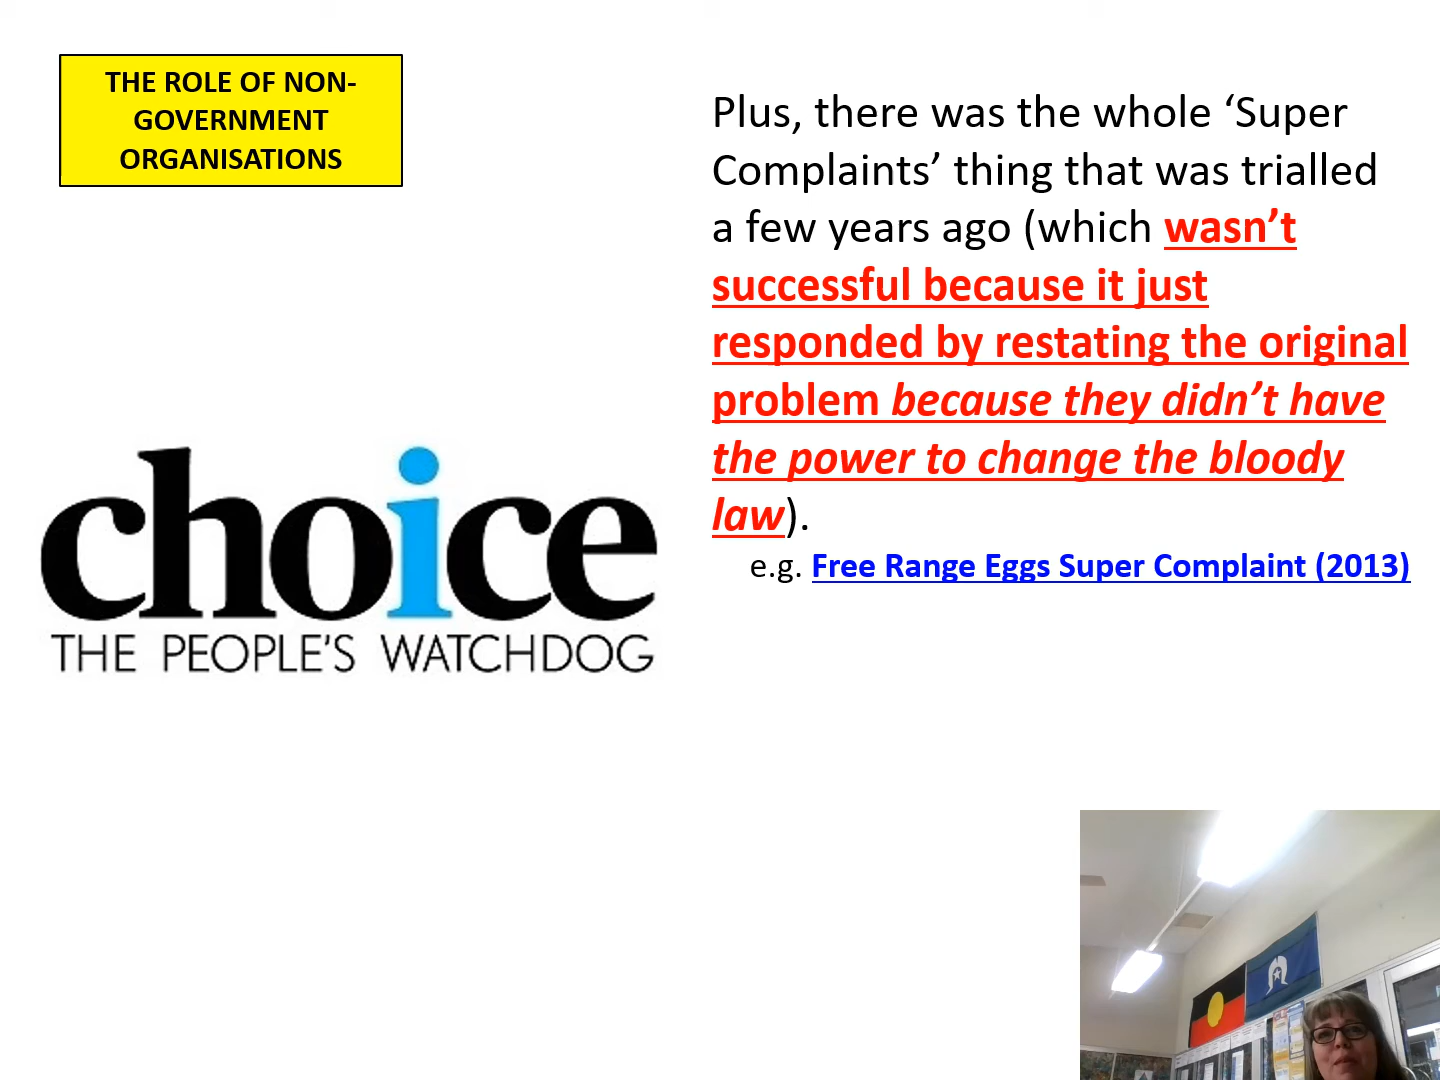 THE ROLE OF NON-
GOVERNMENT
ORGANISATIONS
Plus, there was the whole ‘Super
Complaints’ thing that was trialled
a few years ago (which wasn’t
successful because it just
responded by restating the original
problem because they didn’t have
the power to change the bloody
law).
e.g. Free Range Eggs Super Complaint (2013)
choice
THE PEOPLE'S WATCHDOG